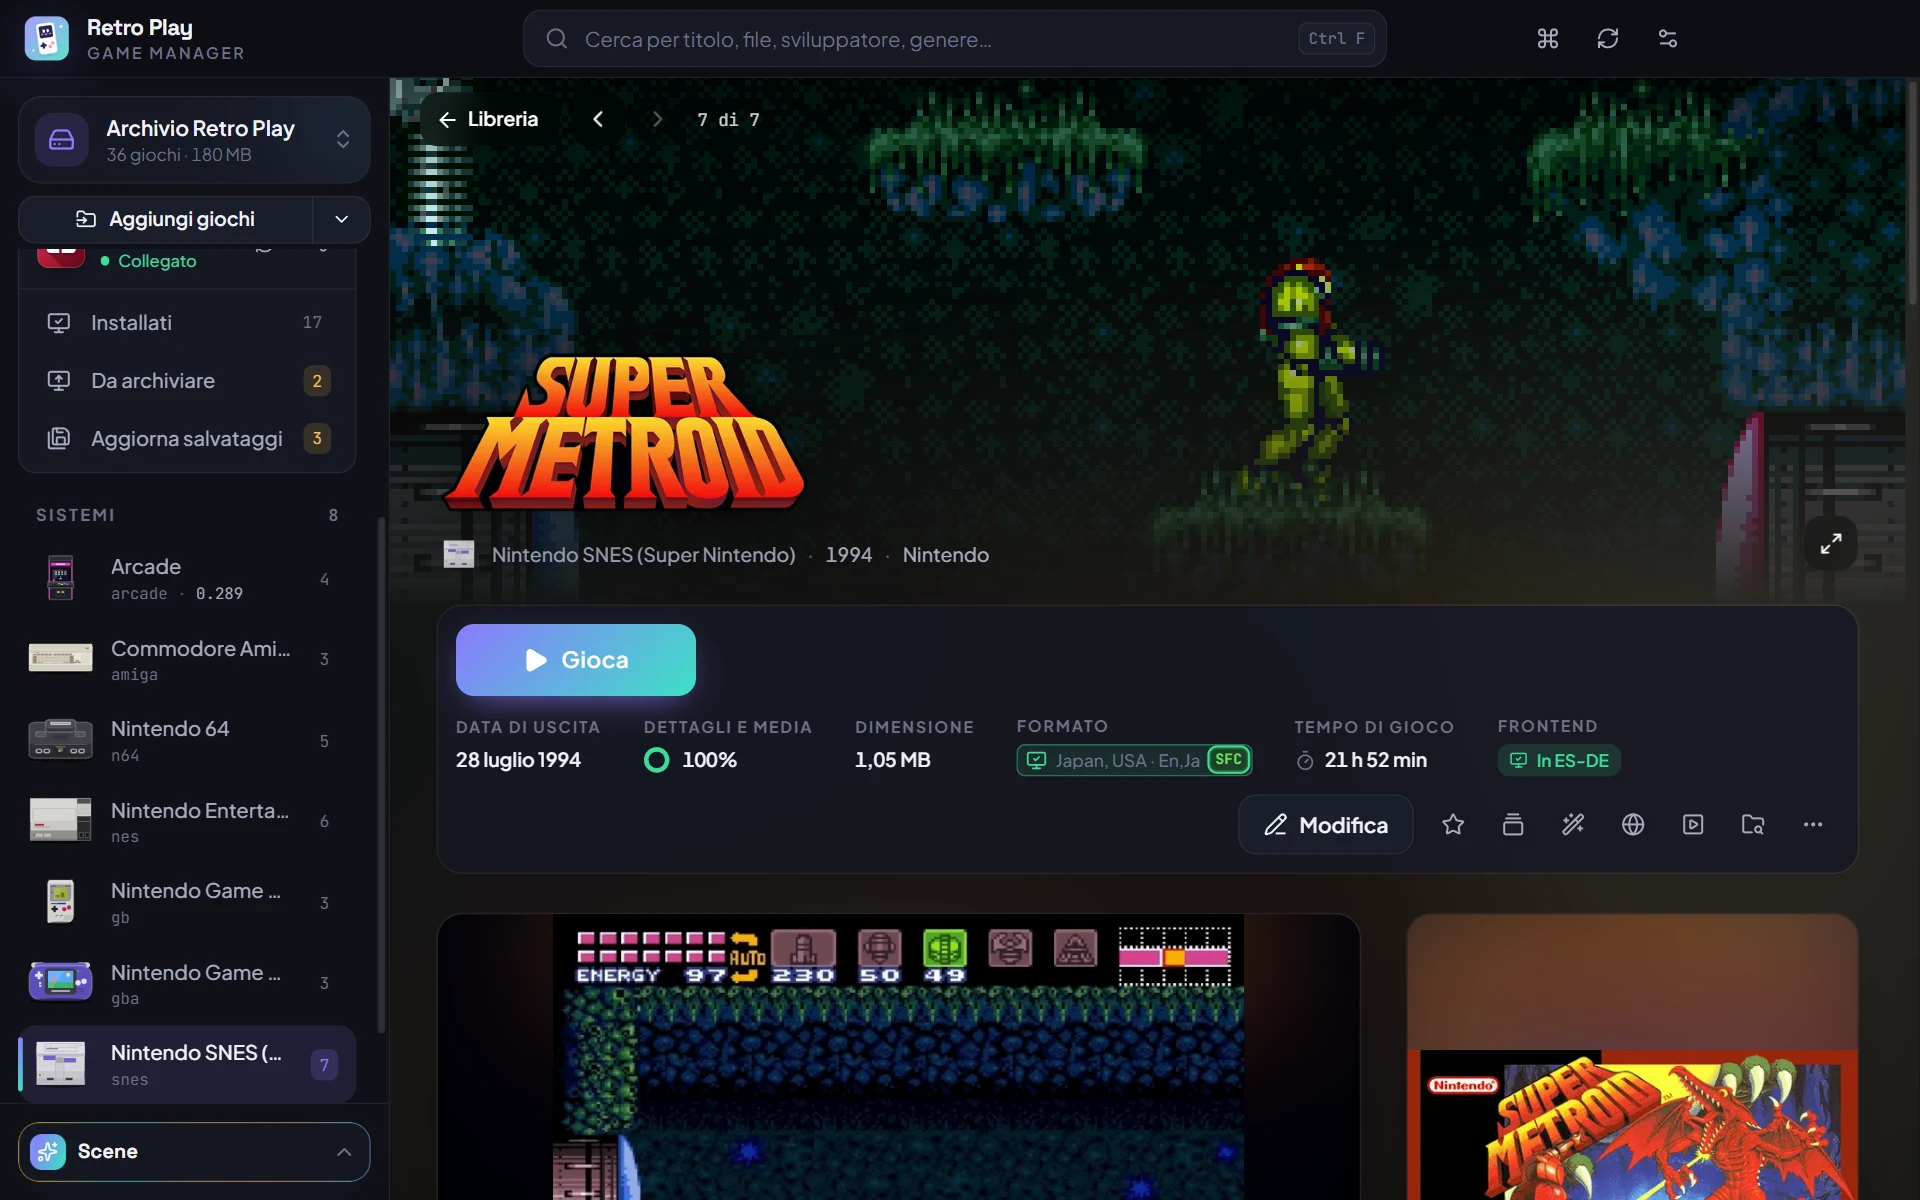 Retro Play
GAME MANAGER
Cerca per titolo, file, sviluppatore, genere...
Ctrl F
Archivio Retro Play
36 giochi · 180 MB
Aggiungi giochi
Collegato
Installati 17
Da archiviare 2
Aggiorna salvataggi 3
SISTEMI 8
Arcade
arcade · 0.289
4
Commodore Ami...
amiga
3
Nintendo 64
n64
5
Nintendo Enterta...
nes
6
Nintendo Game ...
gb
3
Nintendo Game ...
gba
3
Nintendo SNES (...
snes
7
Scene
Libreria
7 di 7
SUPER
METROID
Nintendo SNES (Super Nintendo) · 1994 · Nintendo
Gioca
DATA DI USCITA
28 luglio 1994
DETTAGLI E MEDIA
100%
DIMENSIONE
1,05 MB
FORMATO
Japan, USA · En,Ja SFC
TEMPO DI GIOCO
21 h 52 min
FRONTEND
In ES-DE
Modifica
AUTO
ENERGY 97 230 50 49
Nintendo
SUPER
METROID
TM